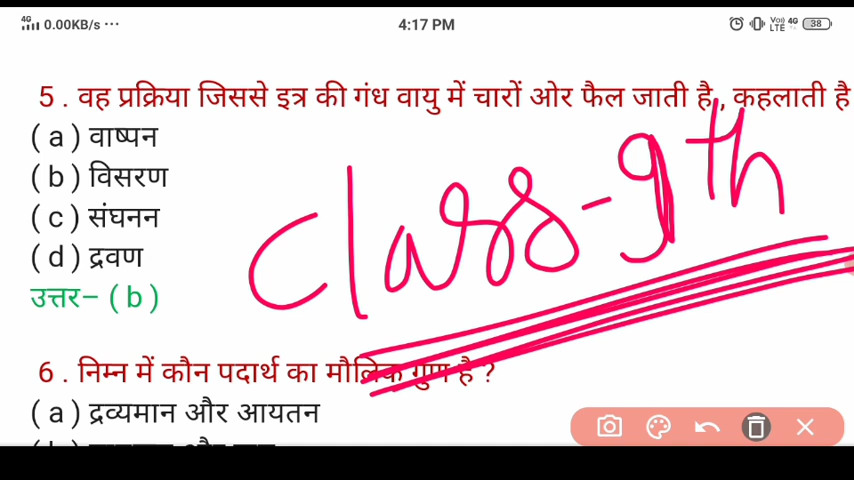 4G 0.00KB/s ··· 4:17 PM Vo) LTE 4G 38
5 . वह प्रक्रिया जिससे इत्र की गंध वायु में चारों ओर फैल जाती है , कहलाती है
( a ) वाष्पन
( b ) विसरण
( c ) संघनन
( d ) द्रवण
उत्तर– ( b )
Class-9th
6 . निम्न में कौन पदार्थ का मौलिक गुण है ?
( a ) द्रव्यमान और आयतन